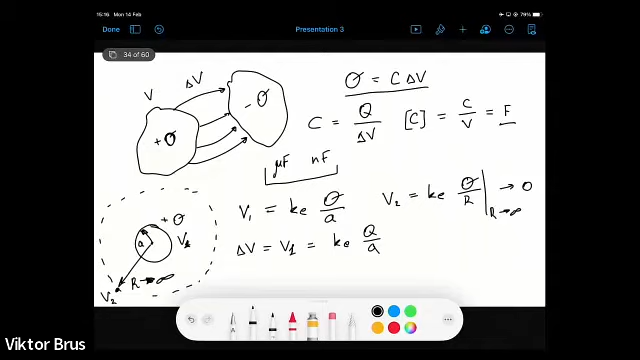 15:16 Mon 14 Feb
79%
Done
Presentation 3
34 of 60
ΔV
V
+Q
-Q
Q = C ΔV
C = Q/ΔV [C] = C/V = F
μF nF
+Q
a
V₁
R→∞
V₂
V₁ = ke Q/a
V₂ = ke Q/R | R→∞ → 0
ΔV = V₁ = ke Q/a
Viktor Brus